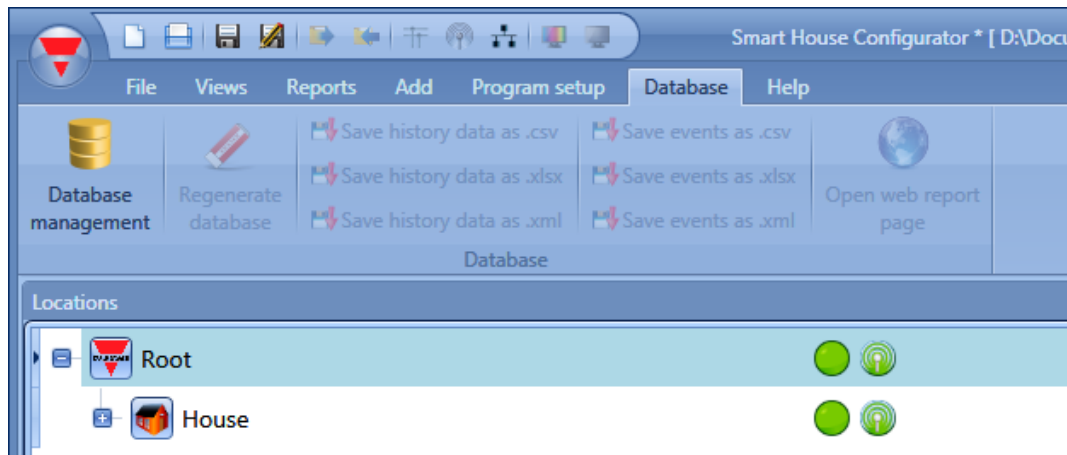 Smart House Configurator * [ D:\Docu
File Views Reports Add Program setup Database Help
Database management
Regenerate database
Save history data as .csv
Save history data as .xlsx
Save history data as .xml
Save events as .csv
Save events as .xlsx
Save events as .xml
Open web report page
Database
Locations
Root
House